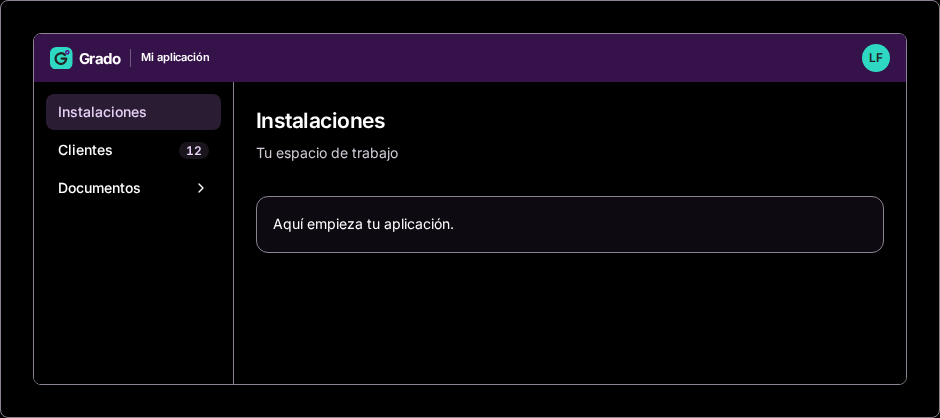 Grado
Mi aplicación
LF
Instalaciones
Clientes
12
Documentos
Instalaciones
Tu espacio de trabajo
Aquí empieza tu aplicación.